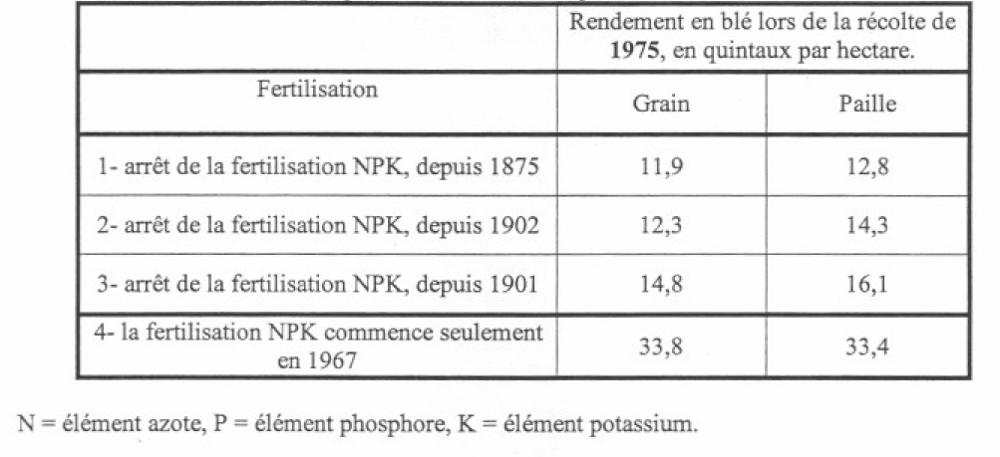 Rendement en blé lors de la récolte de
1975, en quintaux par hectare.
Fertilisation
Grain
Paille
1- arrêt de la fertilisation NPK, depuis 1875
11,9
12,8
2- arrêt de la fertilisation NPK, depuis 1902
12,3
14,3
3- arrêt de la fertilisation NPK, depuis 1901
14,8
16,1
4- la fertilisation NPK commence seulement
en 1967
33,8
33,4
N = élément azote, P = élément phosphore, K = élément potassium.